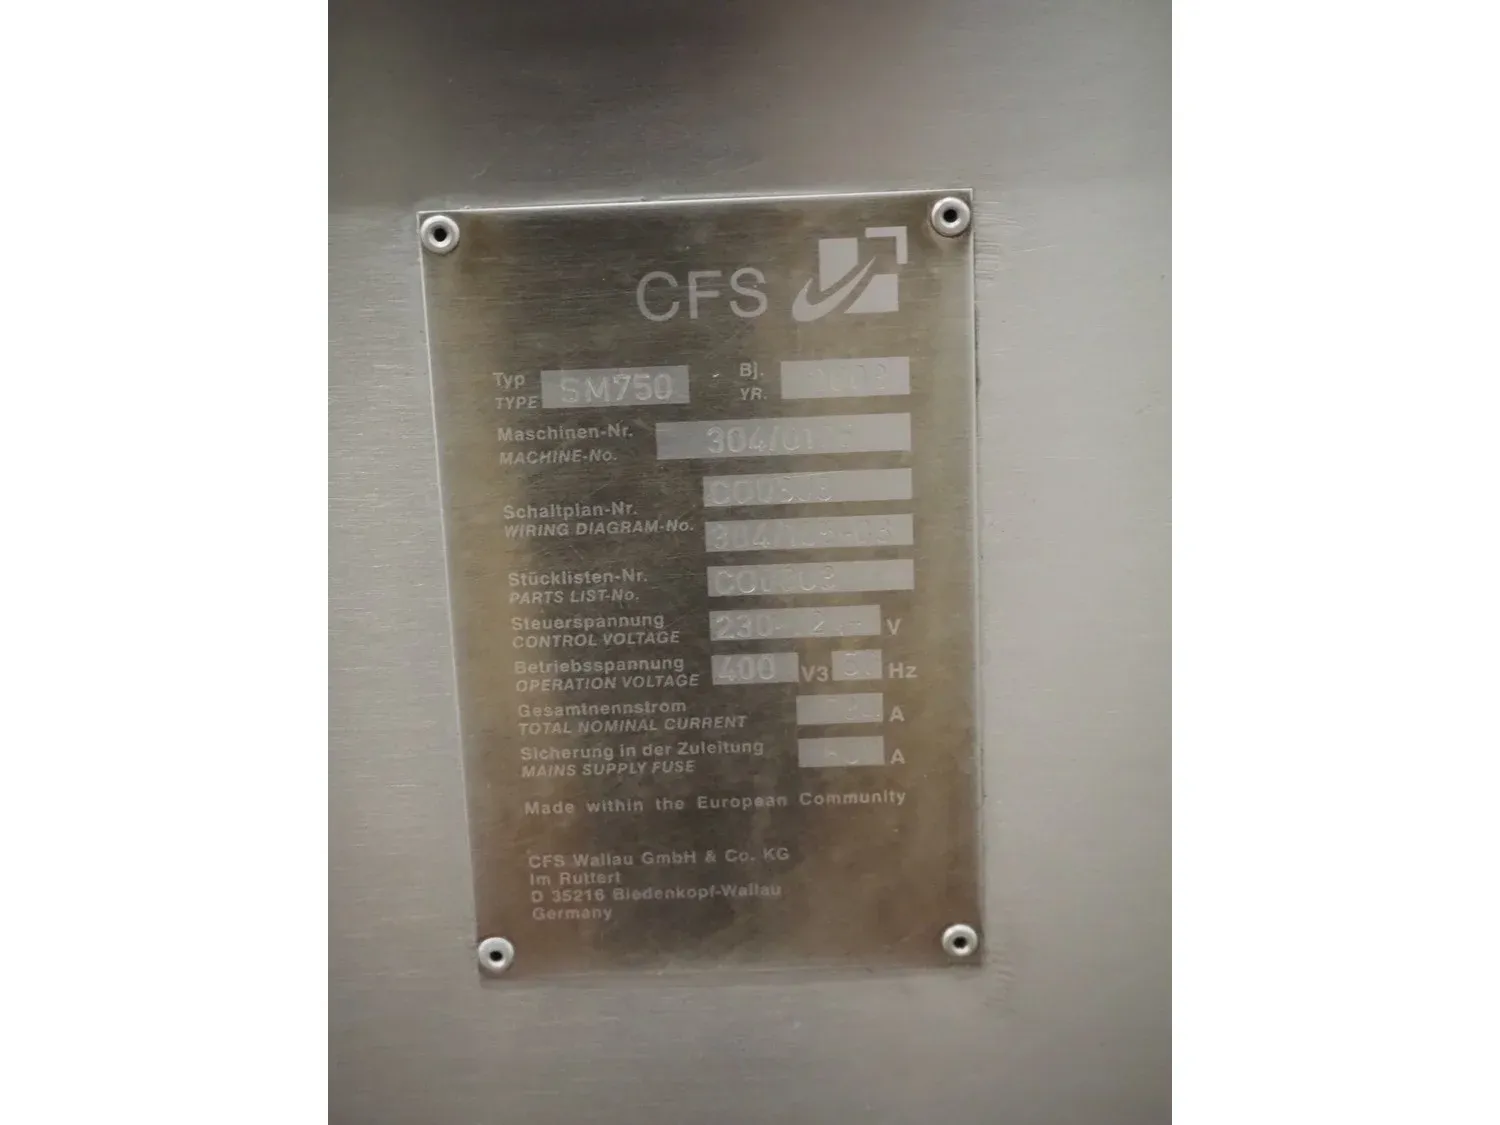 CFS
Typ SM750 Bj.
TYPE YR.
Maschinen-Nr.
MACHINE-No.
Schaltplan-Nr.
WIRING DIAGRAM-No.
Stücklisten-Nr.
PARTS LIST-No.
Steuerspannung 230 V
CONTROL VOLTAGE
Betriebsspannung 400 V3 Hz
OPERATION VOLTAGE
Gesamtnennstrom A
TOTAL NOMINAL CURRENT
Sicherung in der Zuleitung A
MAINS SUPPLY FUSE
Made within the European Community
CFS Wallau GmbH & Co. KG
Im Ruttert
D 35216 Biedenkopf-Wallau
Germany